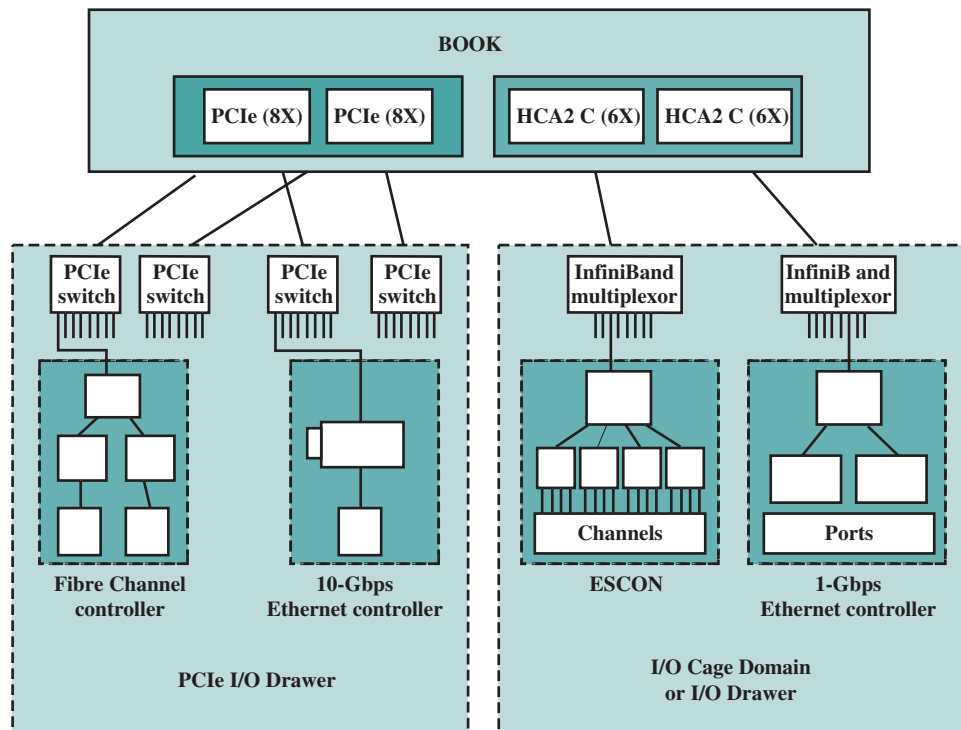 BOOK
PCIe (8X)
PCIe (8X)
HCA2 C (6X)
HCA2 C (6X)
PCIe
switch
PCIe
switch
PCIe
switch
PCIe
switch
InfiniBand
multiplexor
InfiniB and
multiplexor
Channels
Ports
Fibre Channel
controller
10-Gbps
Ethernet controller
ESCON
1-Gbps
Ethernet controller
PCIe I/O Drawer
I/O Cage Domain
or I/O Drawer